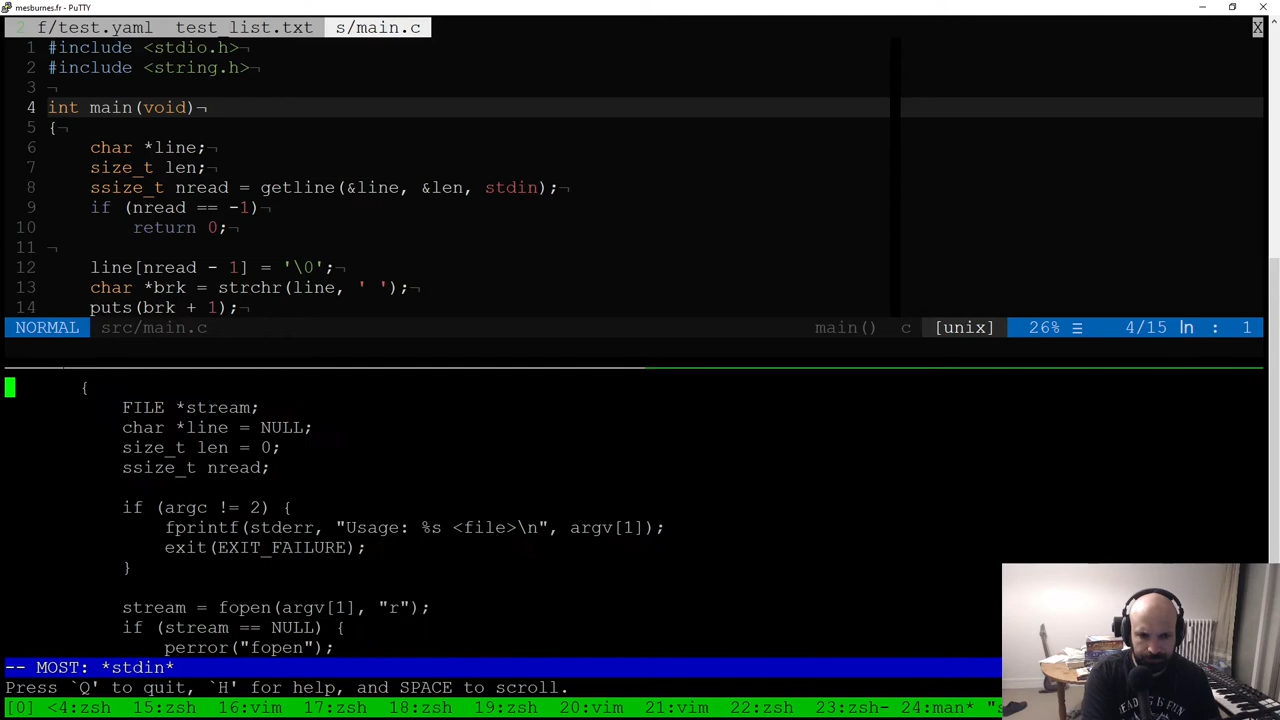 mesburnes.fr - PuTTY
2 f/test.yaml test_list.txt s/main.c X
1 #include <stdio.h>¬
2 #include <string.h>¬
3 ¬
4 int main(void)¬
5 {¬
6 char *line;¬
7 size_t len;¬
8 ssize_t nread = getline(&line, &len, stdin);¬
9 if (nread == -1)¬
10 return 0;¬
11 ¬
12 line[nread - 1] = '\0';¬
13 char *brk = strchr(line, ' ');¬
14 puts(brk + 1);¬
NORMAL src/main.c main() c [unix] 26% ☰ 4/15 ln : 1
{
FILE *stream;
char *line = NULL;
size_t len = 0;
ssize_t nread;
if (argc != 2) {
fprintf(stderr, "Usage: %s <file>\n", argv[1]);
exit(EXIT_FAILURE);
}
stream = fopen(argv[1], "r");
if (stream == NULL) {
perror("fopen");
-- MOST: *stdin*
Press `Q' to quit, `H' for help, and SPACE to scroll.
[0] <4:zsh 15:zsh 16:vim 17:zsh 18:zsh 19:zsh 20:vim 21:vim 22:zsh 23:zsh- 24:man* "s